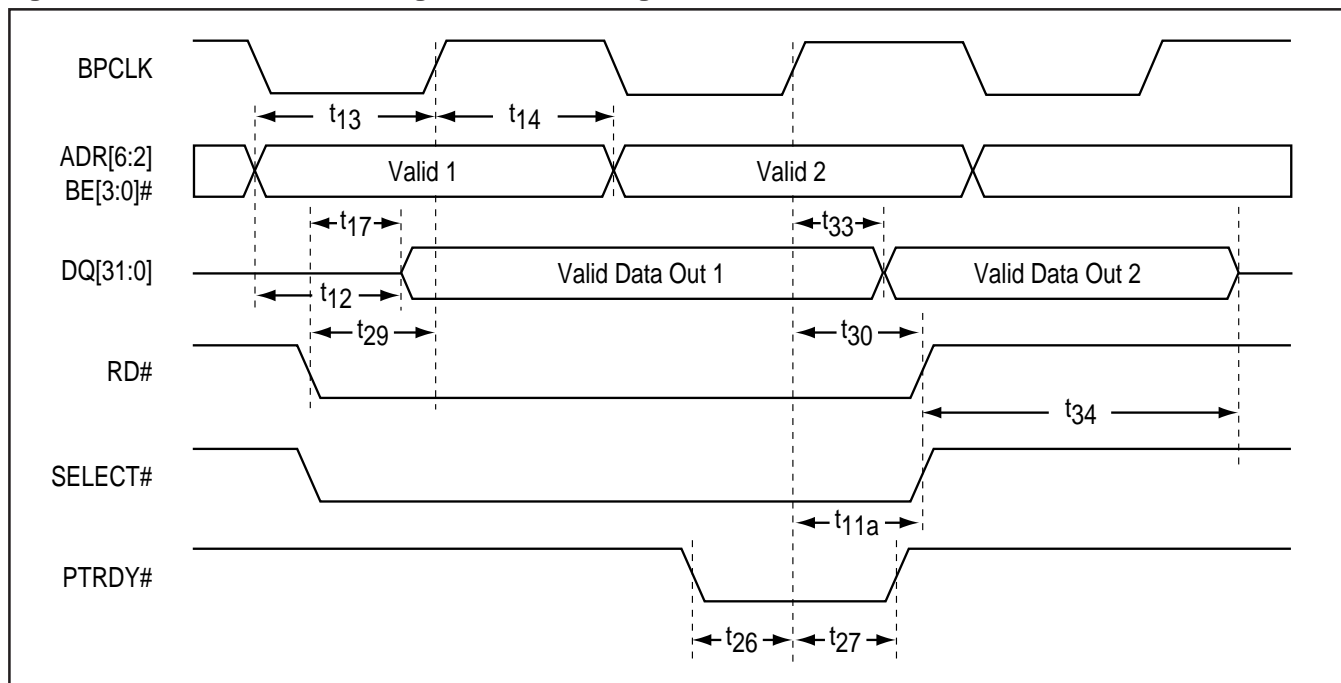 BPCLK
t13
t14
ADR[6:2]
BE[3:0]#
Valid 1
Valid 2
t17
t33
DQ[31:0]
Valid Data Out 1
Valid Data Out 2
t12
t29
t30
RD#
t34
SELECT#
t11a
PTRDY#
t26
t27